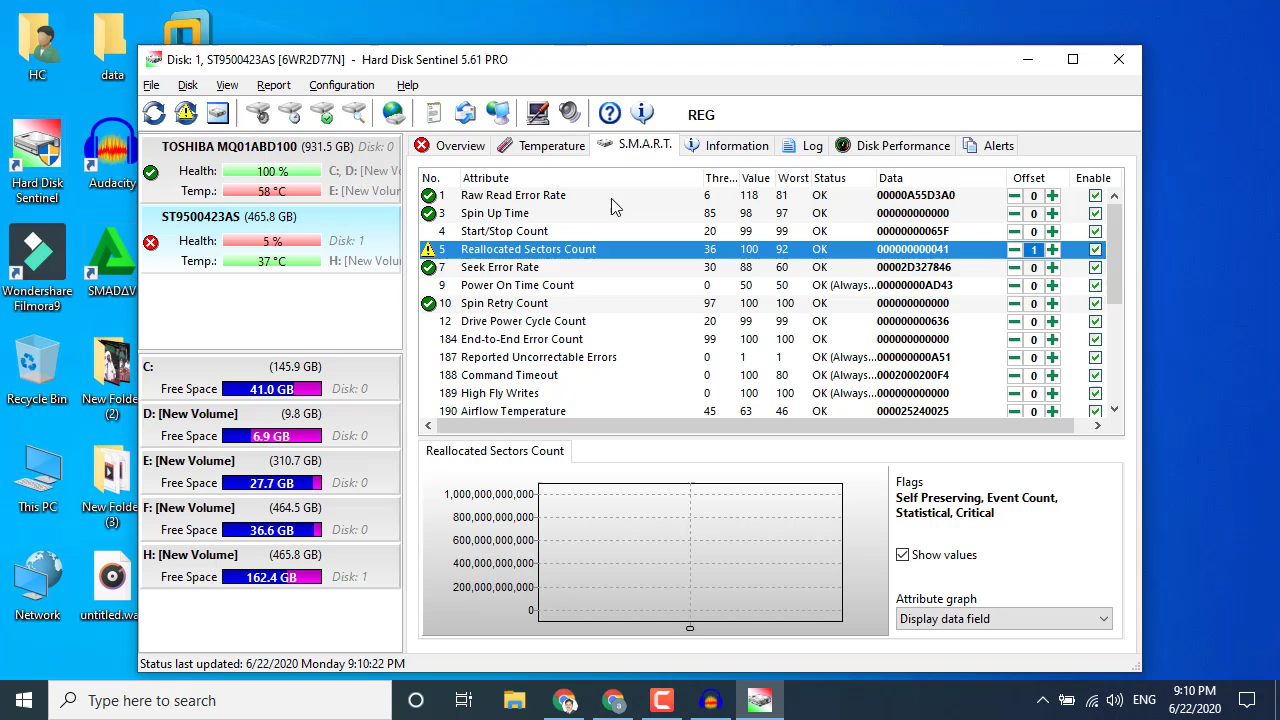 HC
data
Hard Disk
Sentinel
Audacity
Wondershare
Filmora9
SMADΔV
Recycle Bin
New Folder
(2)
This PC
New Folder
(3)
Network
untitled.wa
Disk: 1, ST9500423AS [6WR2D77N] - Hard Disk Sentinel 5.61 PRO
File Disk View Report Configuration Help
REG
TOSHIBA MQ01ABD100 (931.5 GB) Disk: 0
Health: 100 % C:, D: [New V
Temp.: 58 °C E: [New Volur
ST9500423AS (465.8 GB)
Health: 5 % Disk: 1
Temp.: 37 °C H: [New Volur
C: (145.9 GB)
Free Space 41.0 GB Disk: 0
D: [New Volume] (9.8 GB)
Free Space 6.9 GB Disk: 0
E: [New Volume] (310.7 GB)
Free Space 27.7 GB Disk: 0
F: [New Volume] (464.5 GB)
Free Space 36.6 GB Disk: 0
H: [New Volume] (465.8 GB)
Free Space 162.4 GB Disk: 1
Overview Temperature S.M.A.R.T. Information Log Disk Performance Alerts
No. Attribute Thre... Value Worst Status Data Offset Enable
1 Raw Read Error Rate 6 118 81 OK 00000A55D3A0 0
3 Spin Up Time 85 98 97 OK 000000000000 0
4 Start/Stop Count 20 99 99 OK 00000000065F 0
5 Reallocated Sectors Count 36 100 92 OK 000000000041 1
7 Seek Error Rate 30 88 60 OK 00002D327846 0
9 Power On Time Count 0 50 50 OK (Always... 00000000AD43 0
10 Spin Retry Count 97 100 100 OK 000000000000 0
12 Drive Power Cycle Count 20 99 99 OK 000000000636 0
184 End-to-End Error Count 99 100 100 OK 000000000000 0
187 Reported Uncorrectable Errors 0 1 1 OK (Always... 000000000A51 0
188 Command Timeout 0 100 80 OK (Always... 0002000200F4 0
189 High Fly Writes 0 100 100 OK (Always... 000000000000 0
190 Airflow Temperature 45 63 46 OK 000025240025 0
Reallocated Sectors Count
1,000,000,000,000
800,000,000,000
600,000,000,000
400,000,000,000
200,000,000,000
0
0
Flags
Self Preserving, Event Count,
Statistical, Critical
Show values
Attribute graph
Display data field
Status last updated: 6/22/2020 Monday 9:10:22 PM
Type here to search
ENG
9:10 PM
6/22/2020